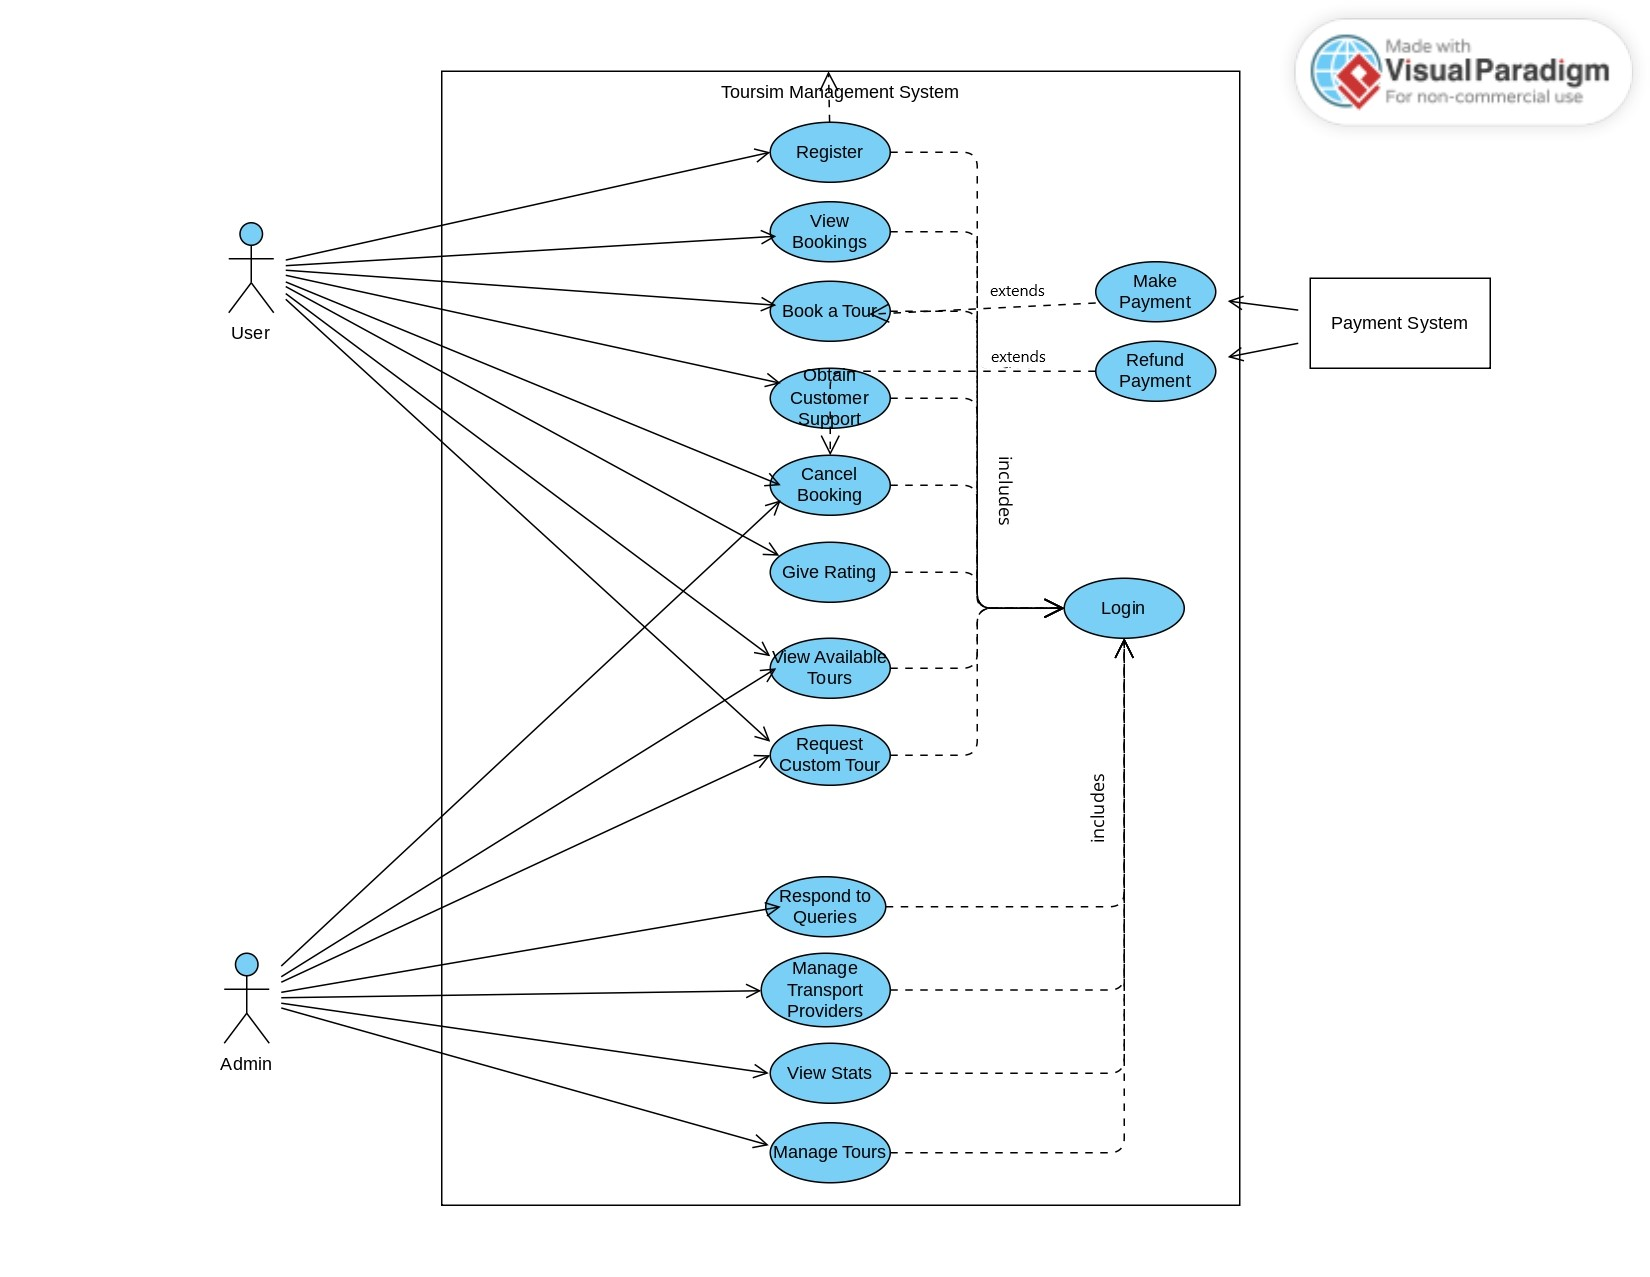 Made with
Visual Paradigm
For non-commercial use
Toursim Management System
Register
View
Bookings
Book a Tour
Obtain
Customer
Support
Cancel
Booking
Give Rating
View Available
Tours
Request
Custom Tour
Respond to
Queries
Manage
Transport
Providers
View Stats
Manage Tours
User
Admin
extends
extends
Make
Payment
Refund
Payment
Payment System
includes
Login
includes